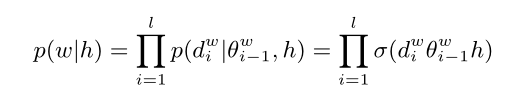 p(w|h) = ∏_{i=1}^{l} p(d_i^w|θ_{i-1}^w, h) = ∏_{i=1}^{l} σ(d_i^w θ_{i-1}^w h)